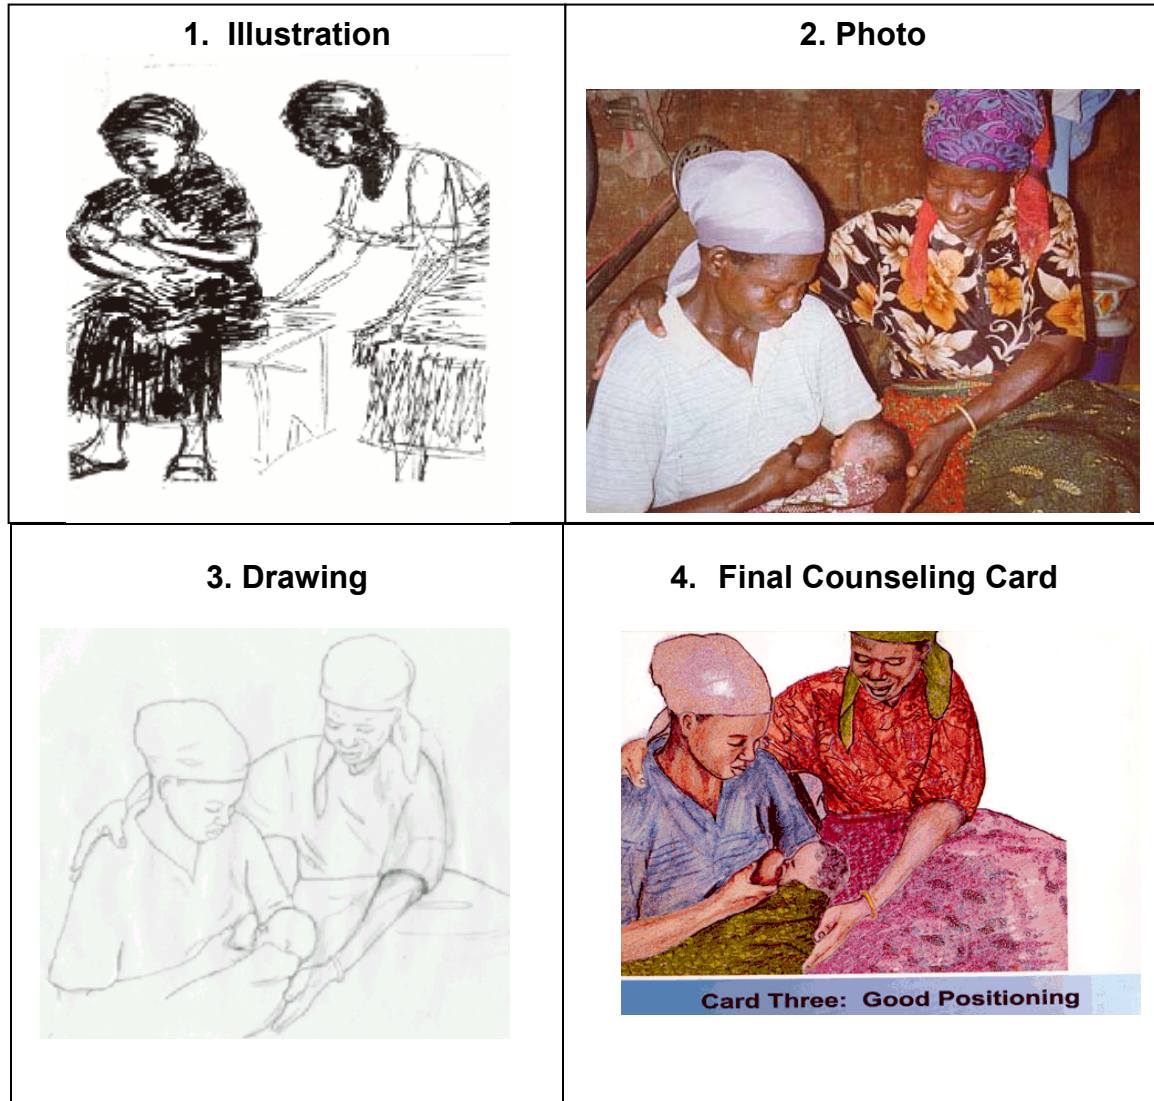 1. Illustration
2. Photo
3. Drawing
4. Final Counseling Card
Card Three: Good Positioning